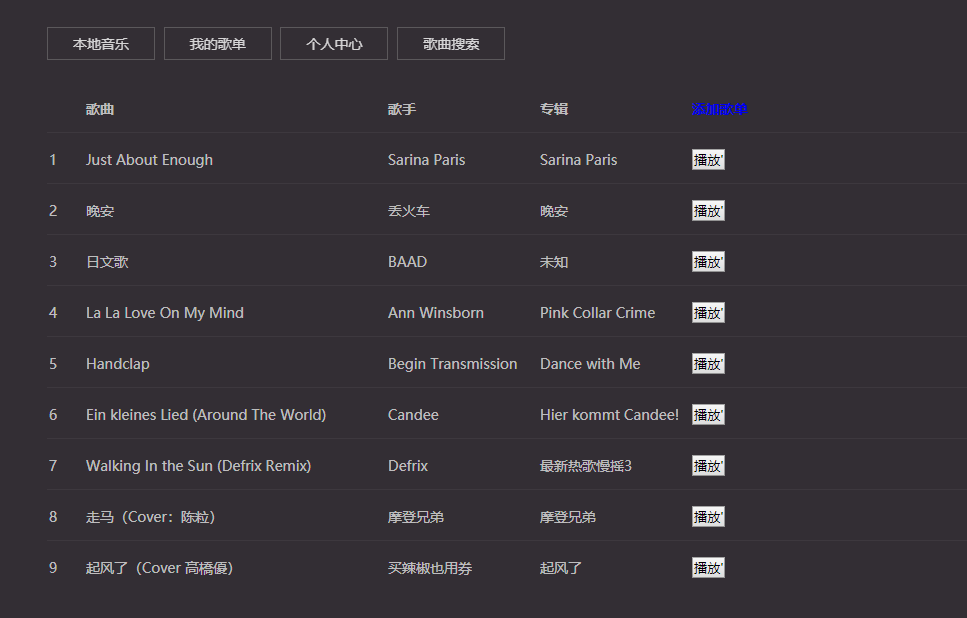 本地音乐 我的歌单 个人中心 歌曲搜索
歌曲 歌手 专辑 添加歌单
1 Just About Enough Sarina Paris Sarina Paris 播放'
2 晚安 丢火车 晚安 播放'
3 日文歌 BAAD 未知 播放'
4 La La Love On My Mind Ann Winsborn Pink Collar Crime 播放'
5 Handclap Begin Transmission Dance with Me 播放'
6 Ein kleines Lied (Around The World) Candee Hier kommt Candee! 播放'
7 Walking In the Sun (Defrix Remix) Defrix 最新热歌慢摇3 播放'
8 走马（Cover：陈粒） 摩登兄弟 摩登兄弟 播放'
9 起风了（Cover 高橋優） 买辣椒也用券 起风了 播放'